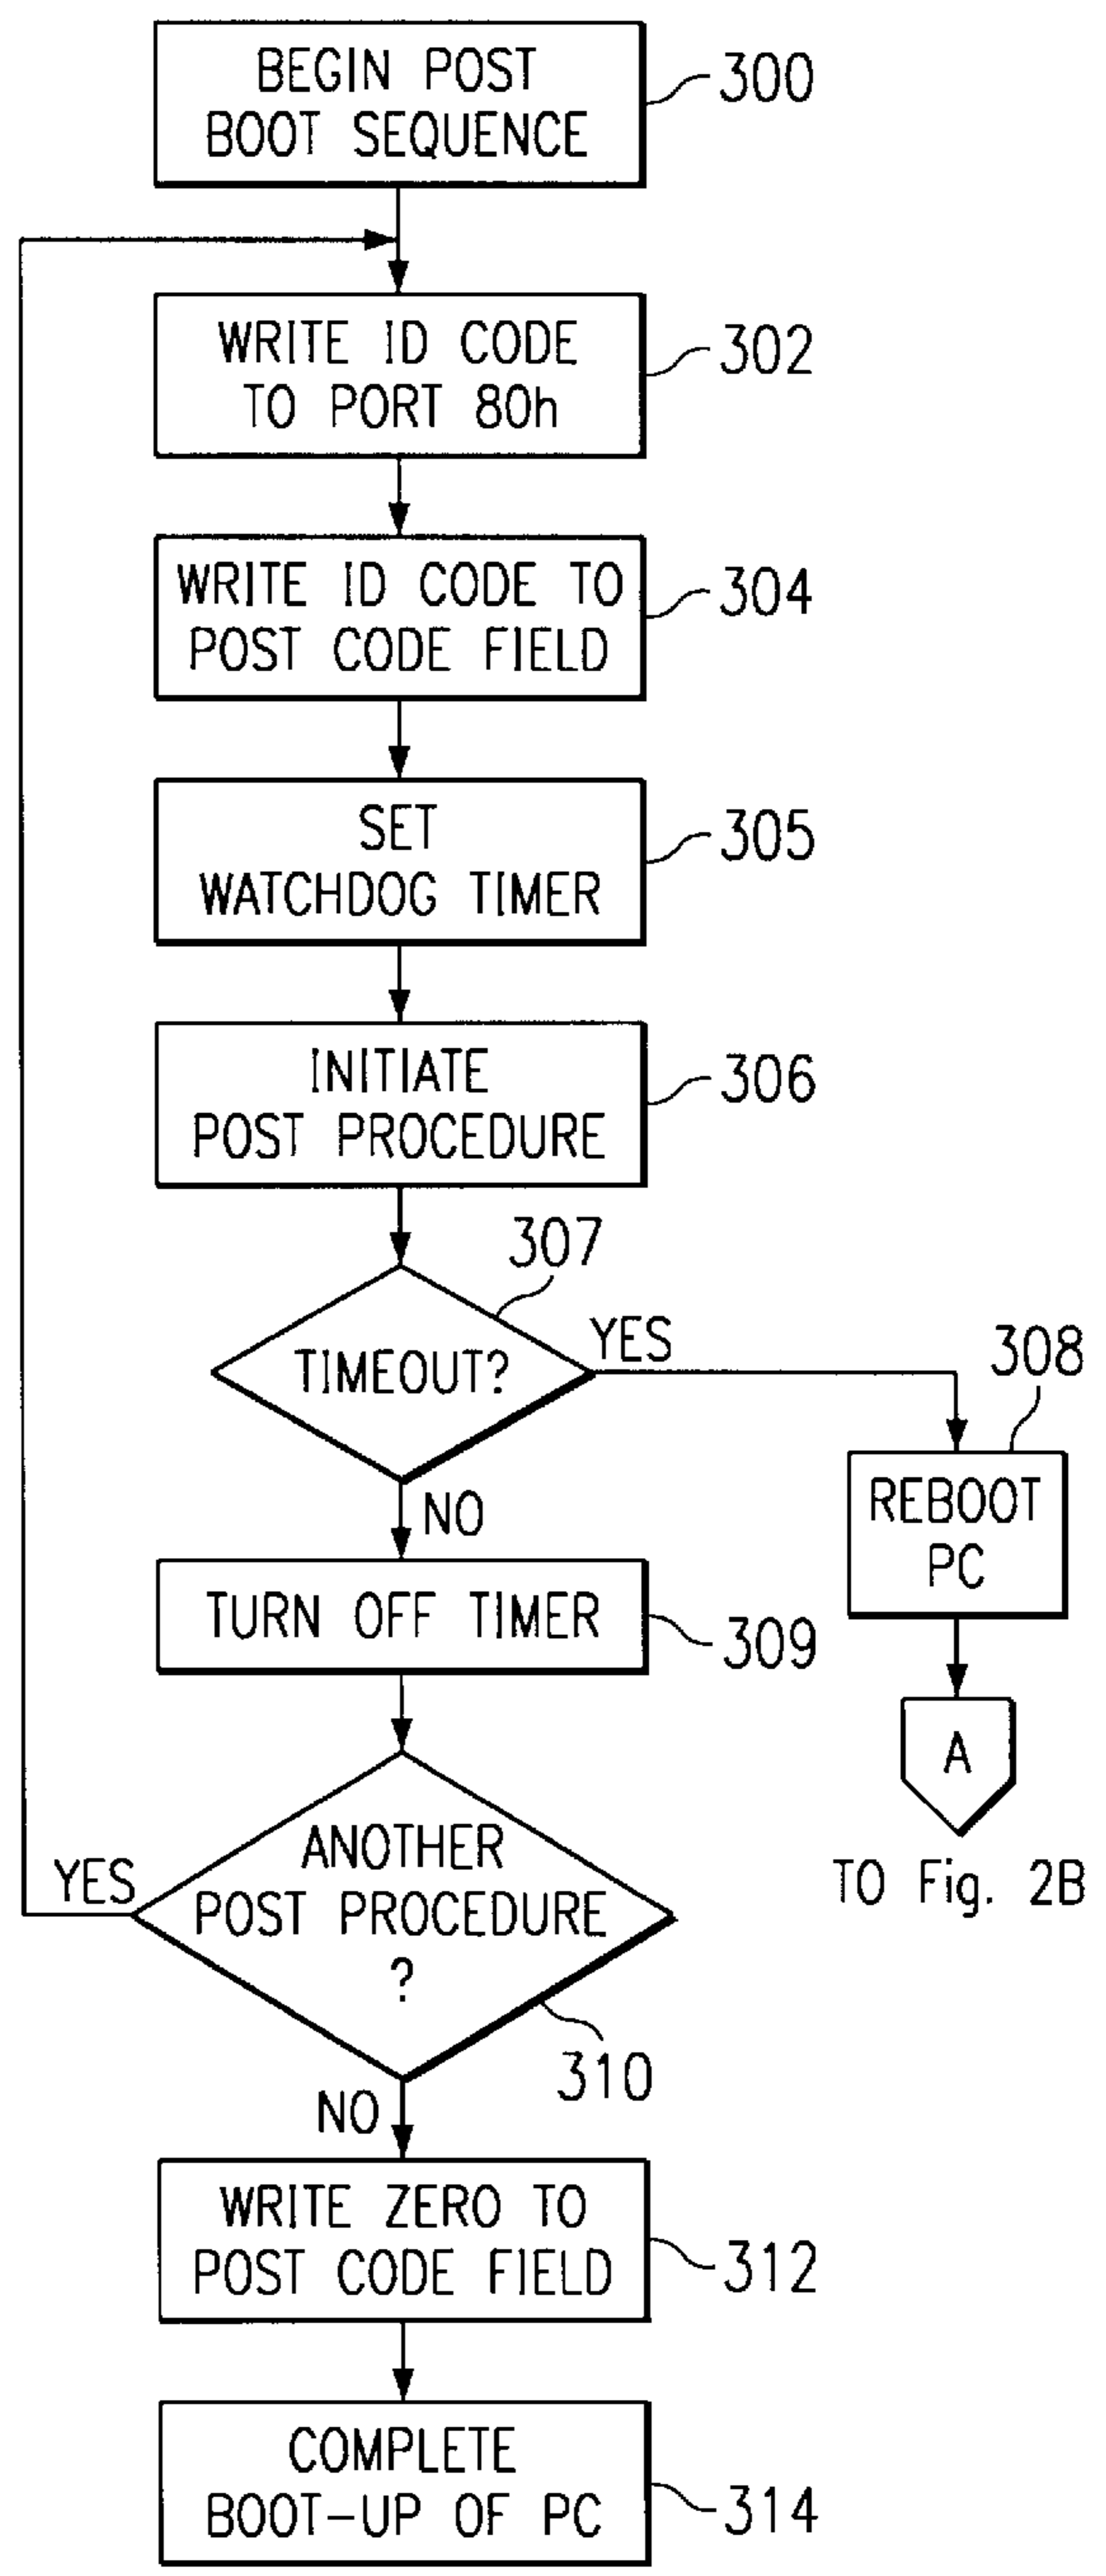 BEGIN POST
BOOT SEQUENCE
300
WRITE ID CODE
TO PORT 80h
302
WRITE ID CODE TO
POST CODE FIELD
304
SET
WATCHDOG TIMER
305
INITIATE
POST PROCEDURE
306
307
TIMEOUT?
YES
308
REBOOT
PC
NO
TURN OFF TIMER
309
A
TO Fig. 2B
ANOTHER
POST PROCEDURE
?
YES
310
NO
WRITE ZERO TO
POST CODE FIELD
312
COMPLETE
BOOT-UP OF PC
314